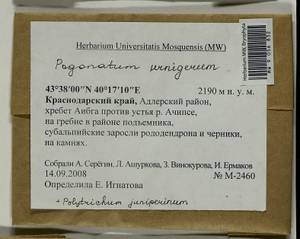 Herbarium Universitatis Mosquensis (MW)
Pogonatum urnigerum
43°38'00"N 40°17'10"E 2190 м н. у. м.
Краснодарский край, Адлерский район,
хребет Аибга против устья р. Ачипсе,
на гребне в районе подъемника,
субальпийские заросли рододендрона и черники,
на камнях.
Собрали А. Серёгин, Л. Ашуркова, З. Винокурова, И. Ермаков
14.09.2008 № М-2460
Определила Е. Игнатова
+ Polytrichum juniperinum